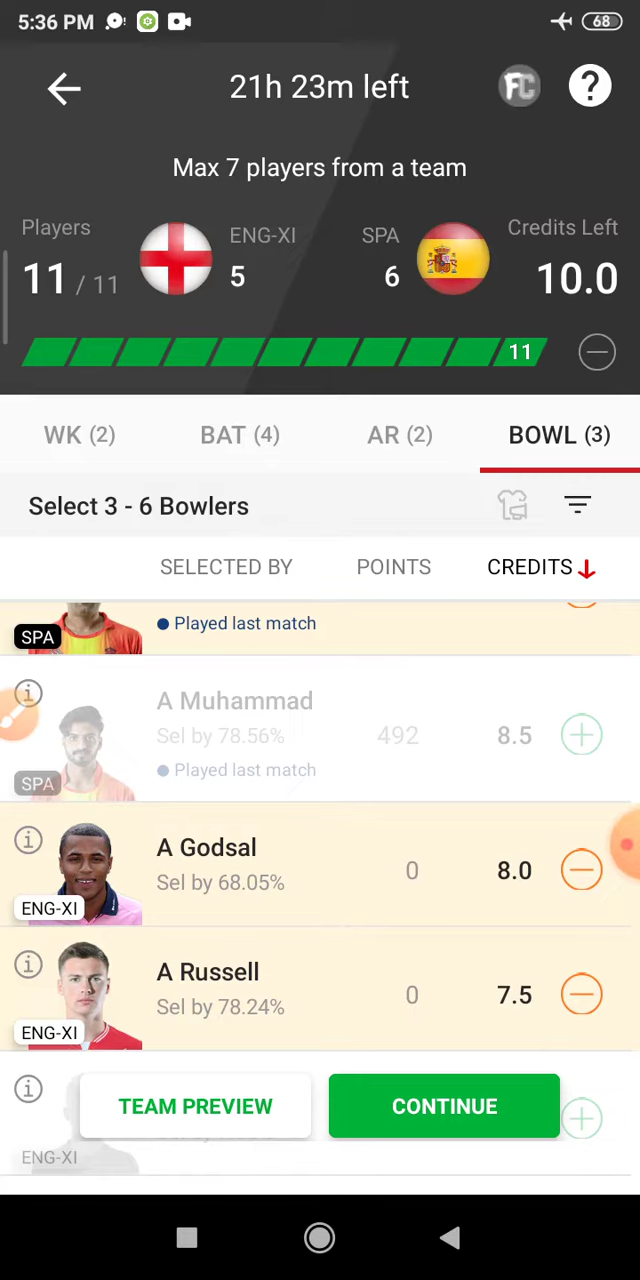 5:36 PM
68
21h 23m left
FC
?
Max 7 players from a team
Players
ENG-XI
SPA
Credits Left
11 / 11
5
6
10.0
11
WK (2)
BAT (4)
AR (2)
BOWL (3)
Select 3 - 6 Bowlers
SELECTED BY
POINTS
CREDITS
SPA
Played last match
A Muhammad
Sel by 78.56%
492
8.5
Played last match
SPA
A Godsal
Sel by 68.05%
0
8.0
ENG-XI
A Russell
Sel by 78.24%
0
7.5
ENG-XI
TEAM PREVIEW
CONTINUE
ENG-XI